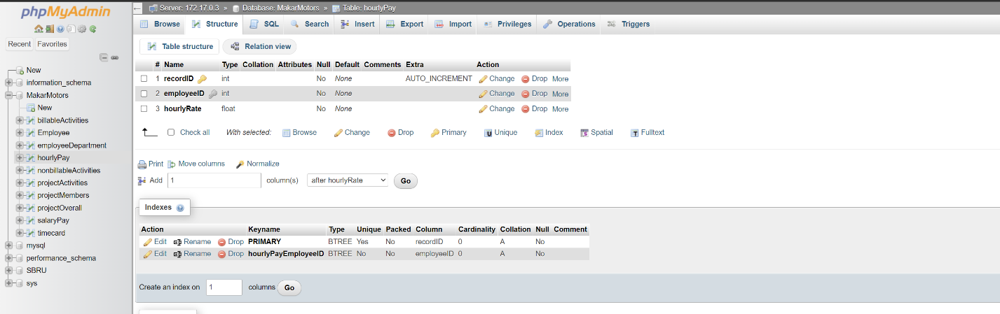 phpMyAdmin
Recent Favorites
New
information_schema
MakarMotors
New
billableActivities
Employee
employeeDepartment
hourlyPay
nonbillableActivities
projectActivities
projectMembers
projectOverall
salaryPay
timecard
mysql
performance_schema
SBRU
sys
Server: 172.17.0.3 » Database: MakarMotors » Table: hourlyPay
Browse Structure SQL Search Insert Export Import Privileges Operations Triggers
Table structure Relation view
# Name Type Collation Attributes Null Default Comments Extra Action
1 recordID int No None AUTO_INCREMENT Change Drop More
2 employeeID int No None Change Drop More
3 hourlyRate float No None Change Drop More
Check all With selected: Browse Change Drop Primary Unique Index Spatial Fulltext
Print Move columns Normalize
Add 1 column(s) after hourlyRate Go
Indexes
Action Keyname Type Unique Packed Column Cardinality Collation Null Comment
Edit Rename Drop PRIMARY BTREE Yes No recordID 0 A No
Edit Rename Drop hourlyPayEmployeeID BTREE No No employeeID 0 A No
Create an index on 1 columns Go